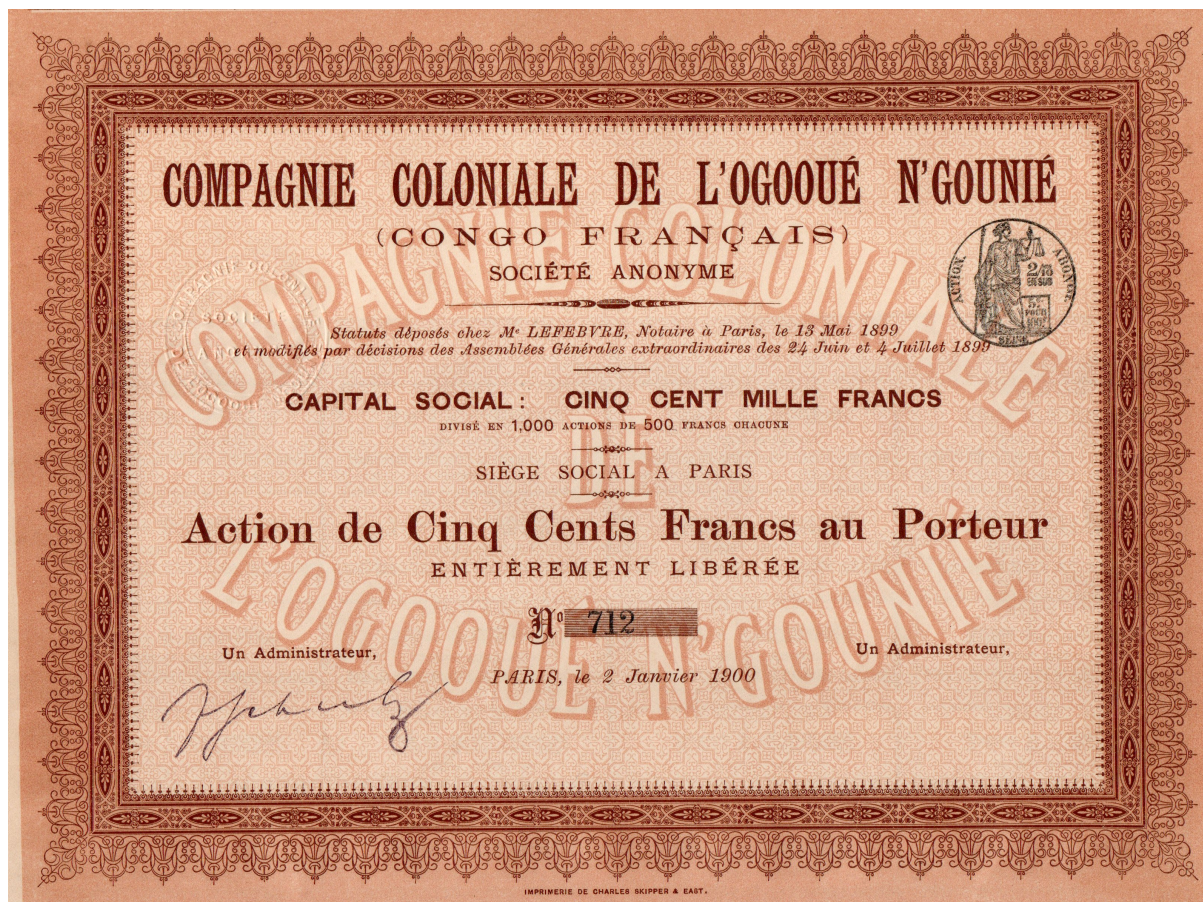 COMPAGNIE COLONIALE DE L'OGOOUÉ N'GOUNIÉ
(CONGO FRANÇAIS)
SOCIÉTÉ ANONYME
Statuts déposés chez Me LEFEBVRE, Notaire à Paris, le 13 Mai 1899
et modifiés par décisions des Assemblées Générales extraordinaires des 24 Juin et 4 Juillet 1899
ACTION. ABONNT
SEINE
CAPITAL SOCIAL: CINQ CENT MILLE FRANCS
DIVISÉ EN 1,000 ACTIONS DE 500 FRANCS CHACUNE
SIÈGE SOCIAL A PARIS
Action de Cinq Cents Francs au Porteur
ENTIÈREMENT LIBÉRÉE
No 712
Un Administrateur,
Un Administrateur,
PARIS, le 2 Janvier 1900
COMPAGNIE COLONIALE
DE
L'OGOOUÉ N'GOUNIÉ
IMPRIMERIE DE CHARLES SKIPPER & EAST.